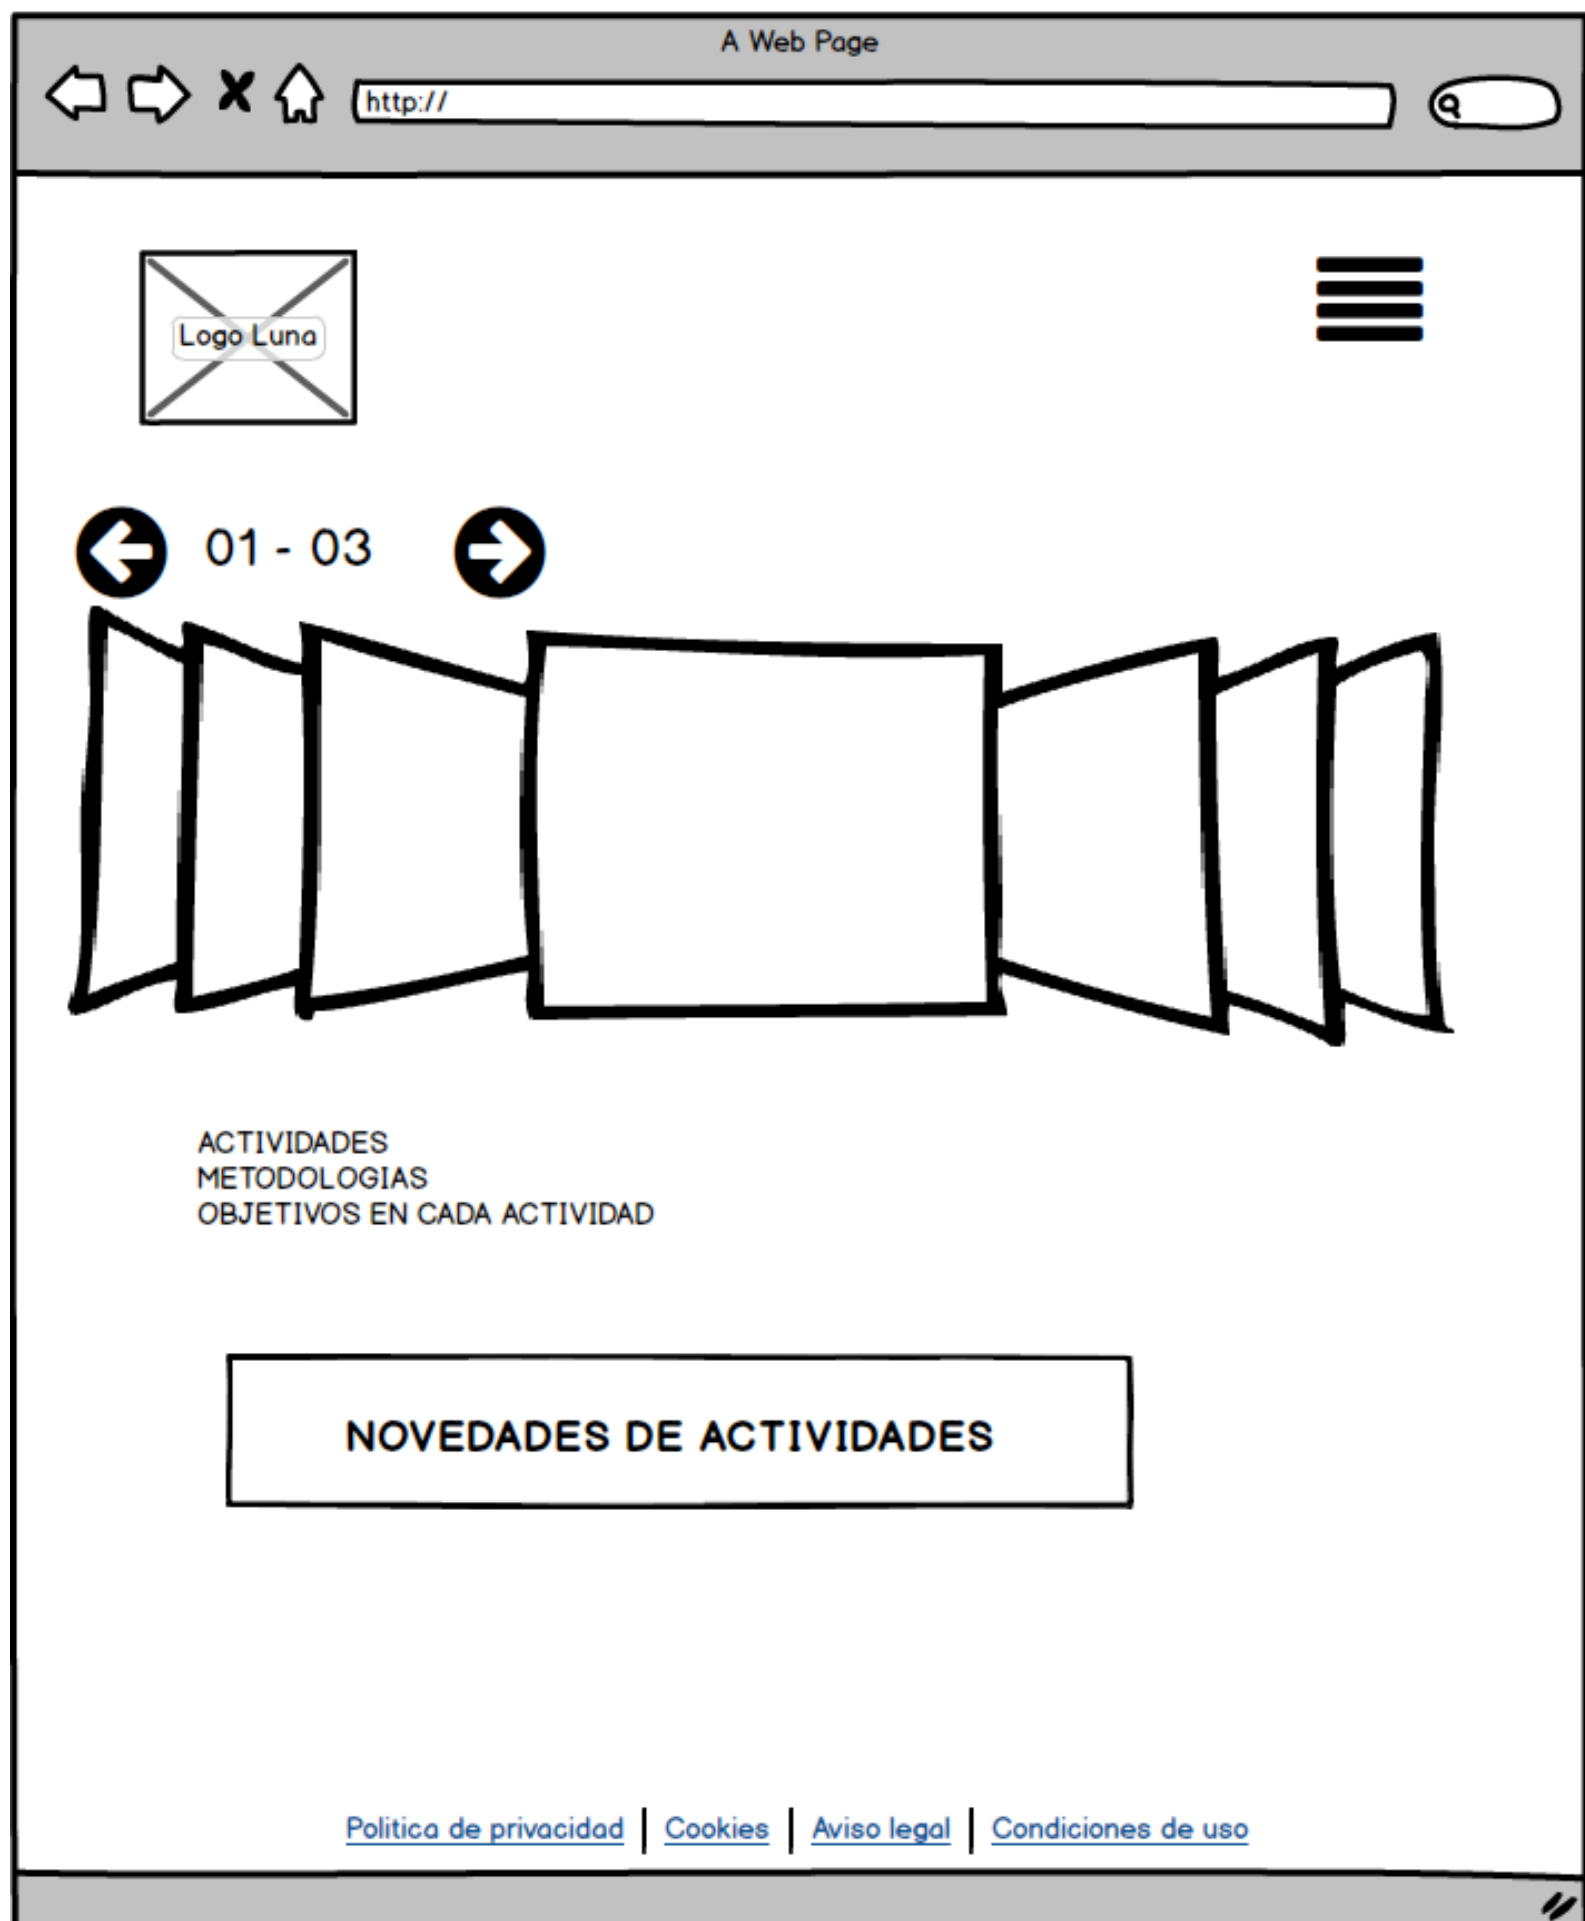 A Web Page
http://
Logo Luna
01 - 03
ACTIVIDADES
METODOLOGIAS
OBJETIVOS EN CADA ACTIVIDAD
NOVEDADES DE ACTIVIDADES
Politica de privacidad | Cookies | Aviso legal | Condiciones de uso